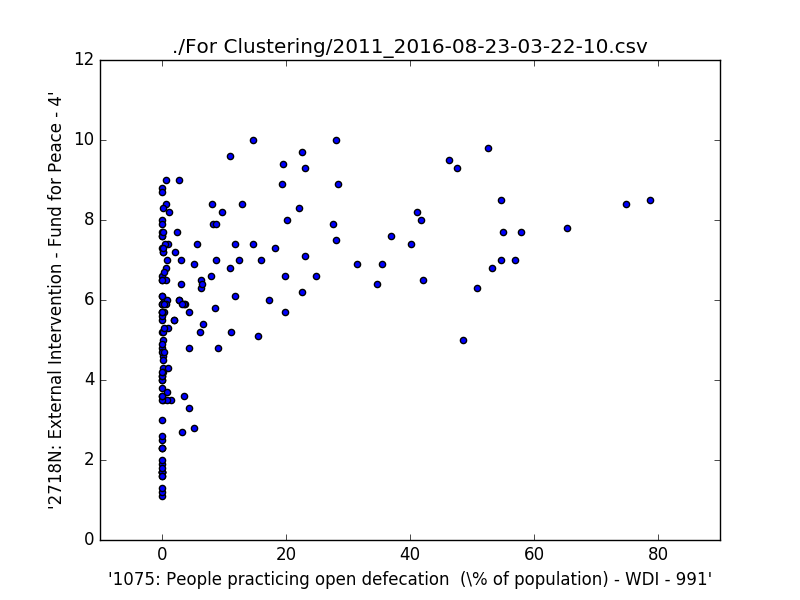 ./For Clustering/2011_2016-08-23-03-22-10.csv
12
10
8
6
4
2
0
'2718N: External Intervention - Fund for Peace - 4'
0 20 40 60 80
'1075: People practicing open defecation  (\% of population) - WDI - 991'